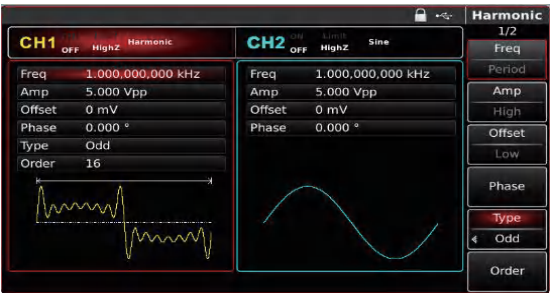 Harmonic
1/2
CH1 OFF HighZ Harmonic
CH2 ON OFF Limit HighZ Sine
Freq 1.000,000,000 kHz
Amp 5.000 Vpp
Offset 0 mV
Phase 0.000 °
Type Odd
Order 16
Freq 1.000,000,000 kHz
Amp 5.000 Vpp
Offset 0 mV
Phase 0.000 °
Freq
Period
Amp
High
Offset
Low
Phase
Type
Odd
Order